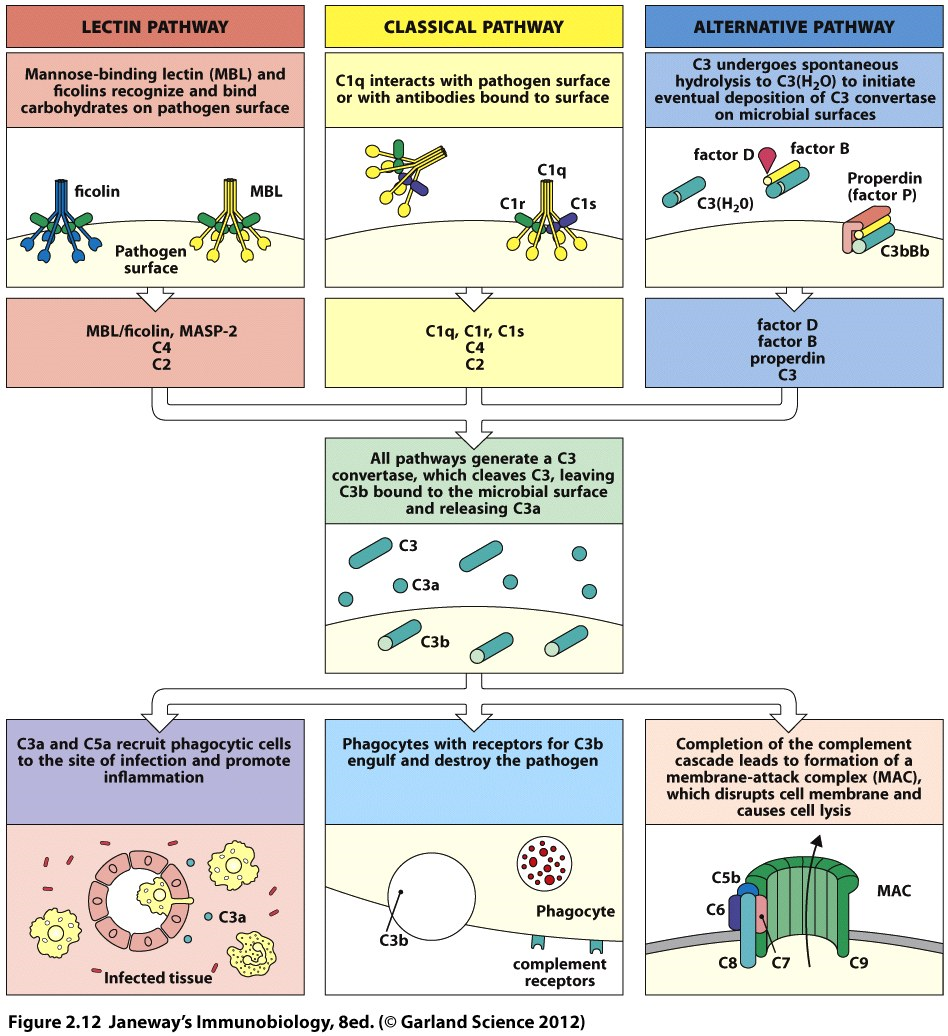 LECTIN PATHWAY
Mannose-binding lectin (MBL) and
ficolins recognize and bind
carbohydrates on pathogen surface
ficolin
MBL
Pathogen
surface
MBL/ficolin, MASP-2
C4
C2
CLASSICAL PATHWAY
C1q interacts with pathogen surface
or with antibodies bound to surface
C1q
C1r
C1s
C1q, C1r, C1s
C4
C2
ALTERNATIVE PATHWAY
C3 undergoes spontaneous
hydrolysis to C3(H₂O) to initiate
eventual deposition of C3 convertase
on microbial surfaces
factor D
factor B
C3(H₂0)
Properdin
(factor P)
C3bBb
factor D
factor B
properdin
C3
All pathways generate a C3
convertase, which cleaves C3, leaving
C3b bound to the microbial surface
and releasing C3a
C3
C3a
C3b
C3a and C5a recruit phagocytic cells
to the site of infection and promote
inflammation
C3a
Infected tissue
Phagocytes with receptors for C3b
engulf and destroy the pathogen
C3b
Phagocyte
complement
receptors
Completion of the complement
cascade leads to formation of a
membrane-attack complex (MAC),
which disrupts cell membrane and
causes cell lysis
C5b
C6
MAC
C8
C7
C9
Figure 2.12 Janeway's Immunobiology, 8ed. (© Garland Science 2012)